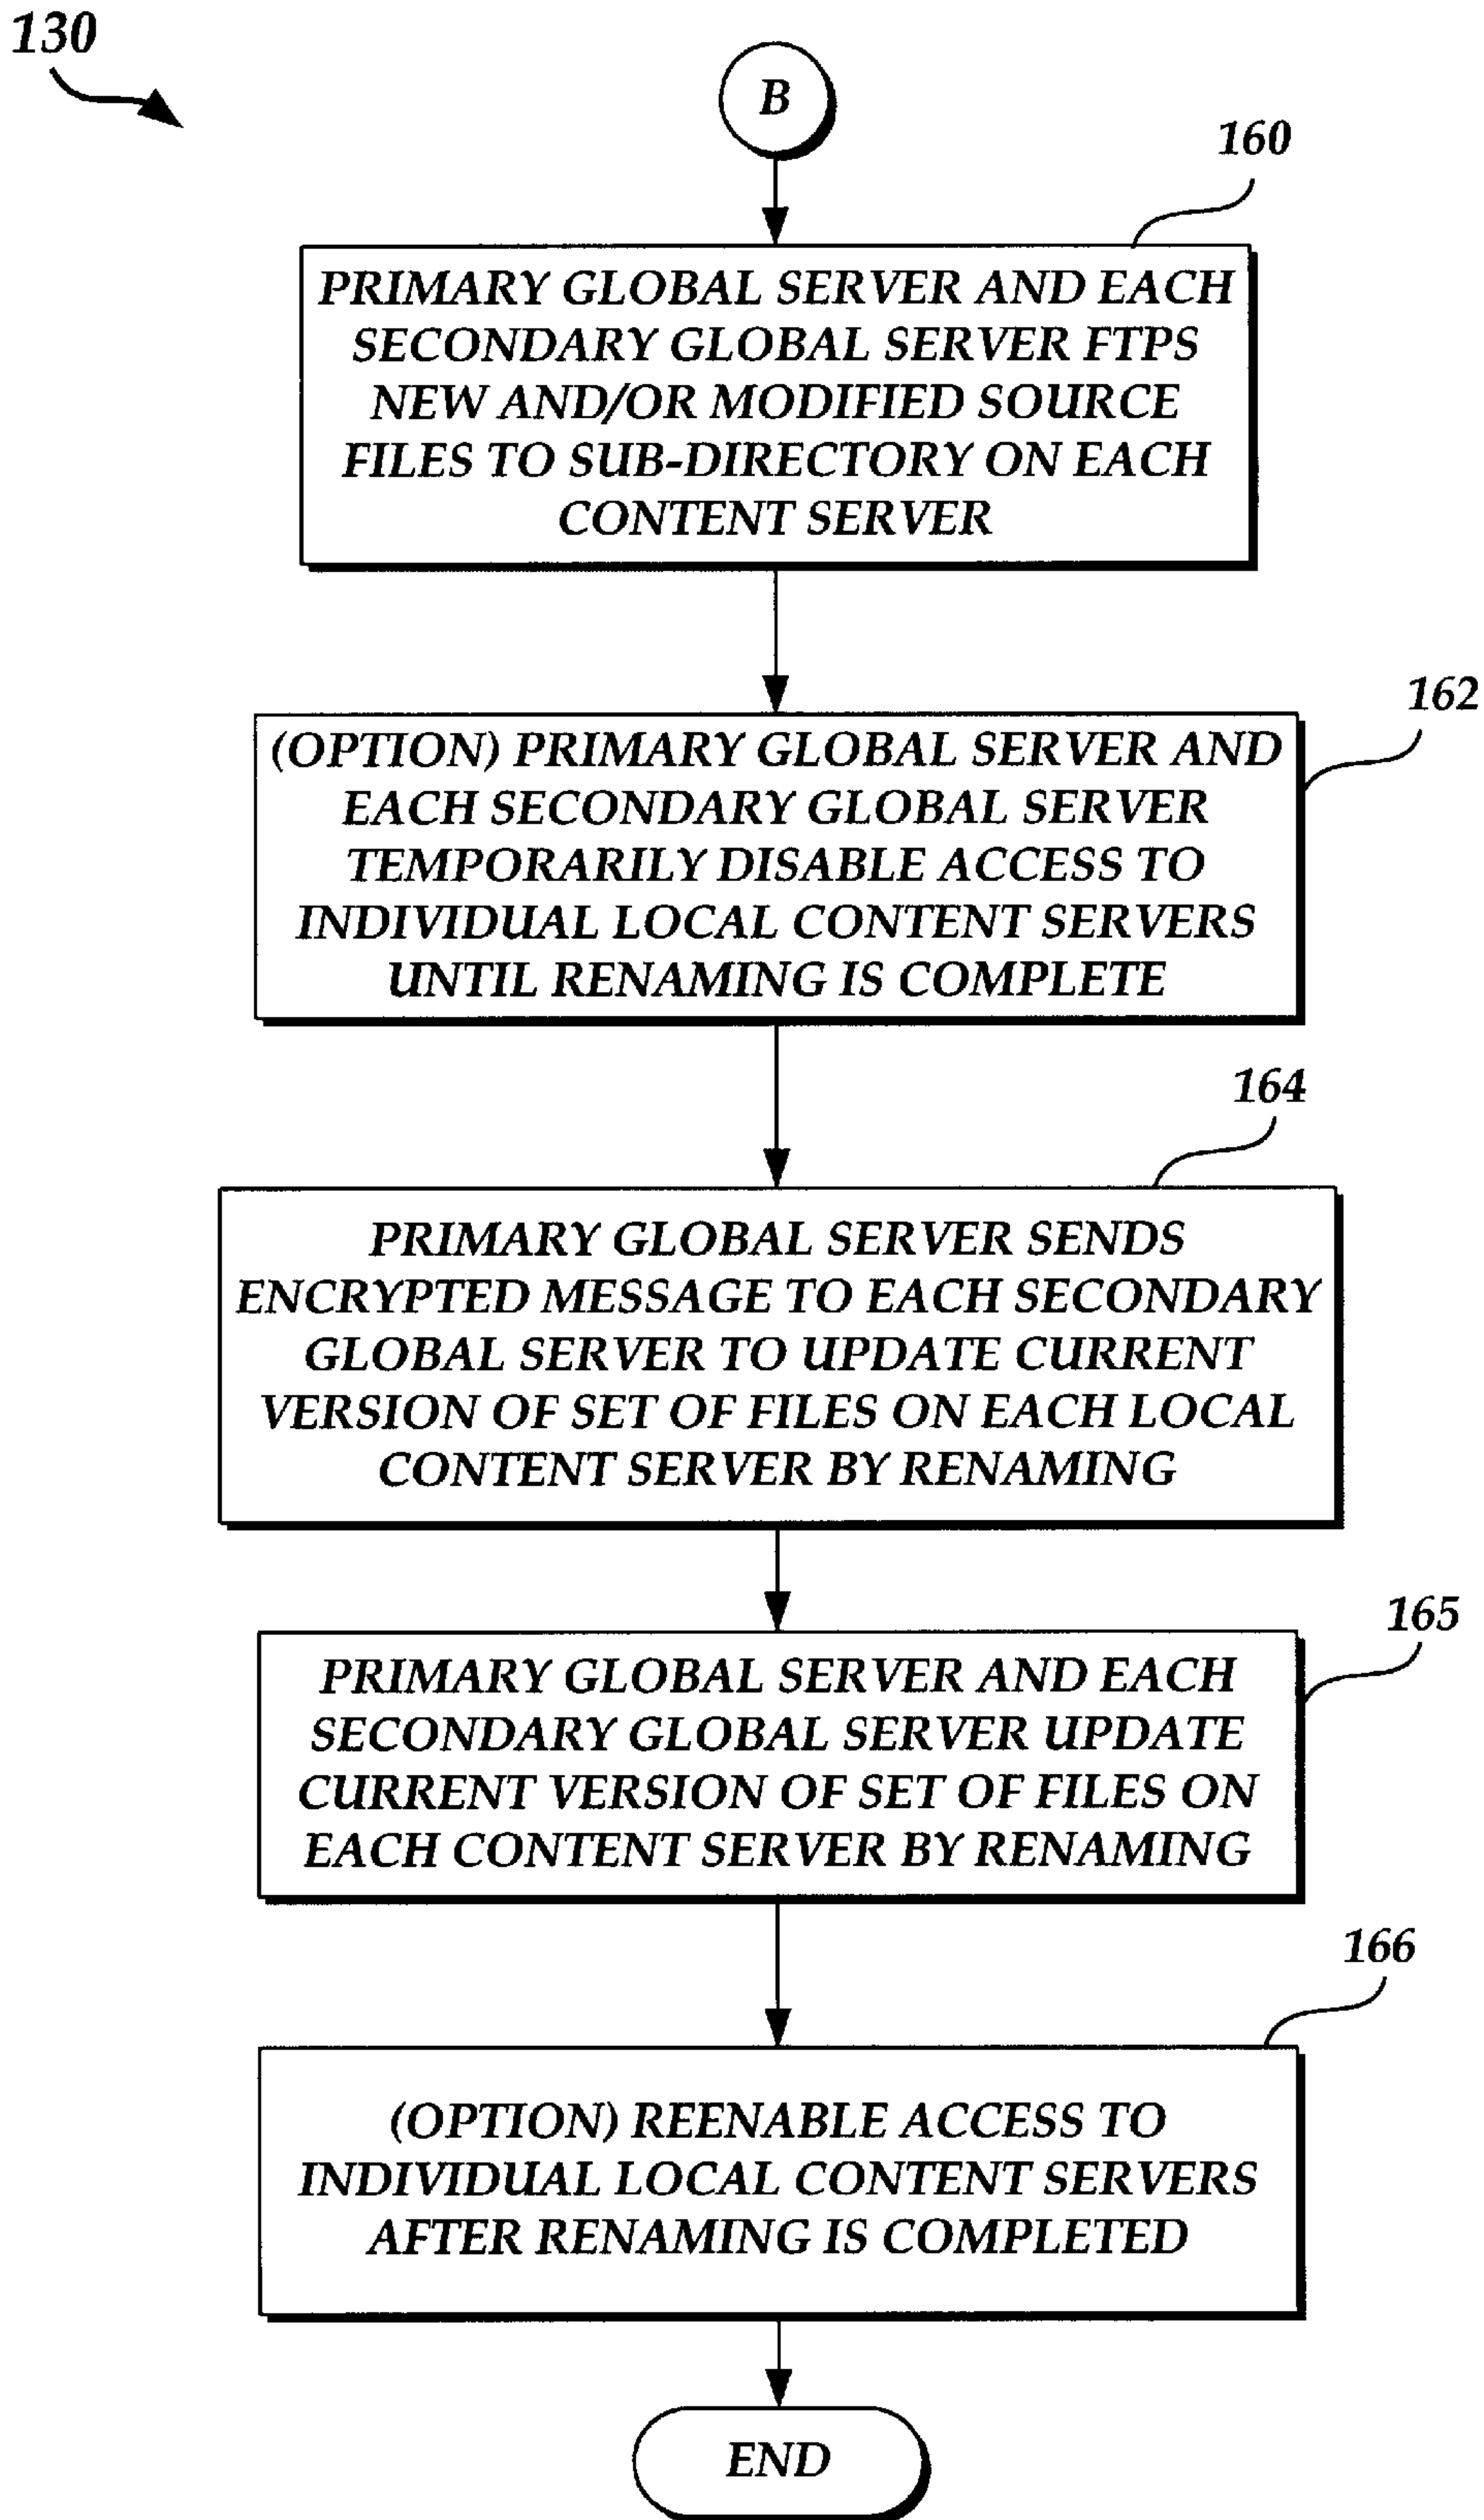 130
B
160
PRIMARY GLOBAL SERVER AND EACH
SECONDARY GLOBAL SERVER FTPS
NEW AND/OR MODIFIED SOURCE
FILES TO SUB-DIRECTORY ON EACH
CONTENT SERVER
162
(OPTION) PRIMARY GLOBAL SERVER AND
EACH SECONDARY GLOBAL SERVER
TEMPORARILY DISABLE ACCESS TO
INDIVIDUAL LOCAL CONTENT SERVERS
UNTIL RENAMING IS COMPLETE
164
PRIMARY GLOBAL SERVER SENDS
ENCRYPTED MESSAGE TO EACH SECONDARY
GLOBAL SERVER TO UPDATE CURRENT
VERSION OF SET OF FILES ON EACH LOCAL
CONTENT SERVER BY RENAMING
165
PRIMARY GLOBAL SERVER AND EACH
SECONDARY GLOBAL SERVER UPDATE
CURRENT VERSION OF SET OF FILES ON
EACH CONTENT SERVER BY RENAMING
166
(OPTION) REENABLE ACCESS TO
INDIVIDUAL LOCAL CONTENT SERVERS
AFTER RENAMING IS COMPLETED
END